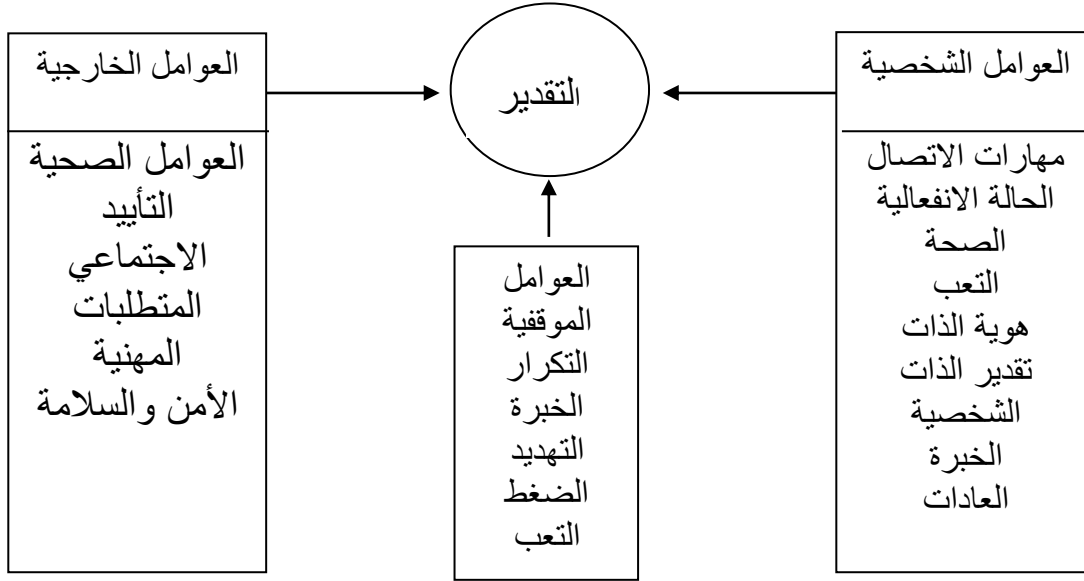 العوامل الشخصية
مهارات الاتصال
الحالة الانفعالية
الصحة
التعب
هوية الذات
تقدير الذات
الشخصية
الخبرة
العادات
التقدير
العوامل
الموقفية
التكرار
الخبرة
التهديد
الضغط
التعب
العوامل الخارجية
العوامل الصحية
التأييد
الاجتماعي
المتطلبات
المهنية
الأمن والسلامة